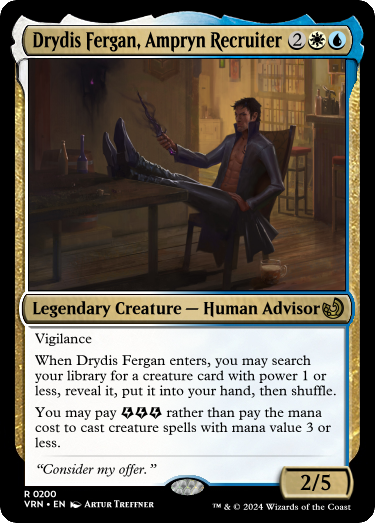 Drydis Fergan, Ampryn Recruiter 2
Legendary Creature — Human Advisor
Vigilance
When Drydis Fergan enters, you may search
your library for a creature card with power 1 or
less, reveal it, put it into your hand, then shuffle.
You may pay rather than pay the mana
cost to cast creature spells with mana value 3 or
less.
“Consider my offer.”
2/5
R 0200
VRN • EN Artur Treffner
™ & © 2024 Wizards of the Coast